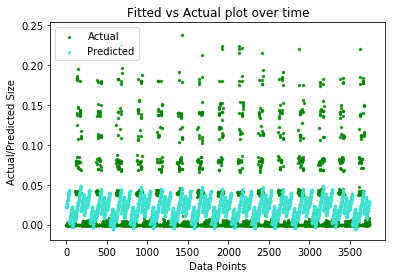 Fitted vs Actual plot over time
Actual
Predicted
Actual/Predicted Size
0.25
0.20
0.15
0.10
0.05
0.00
0
500
1000
1500
2000
2500
3000
3500
Data Points